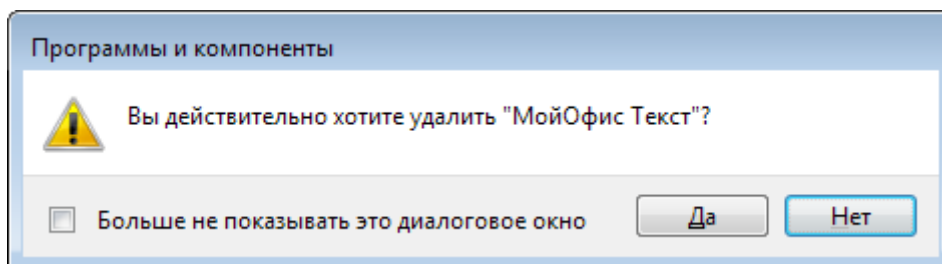 Программы и компоненты
Вы действительно хотите удалить "МойОфис Текст"?
Больше не показывать это диалоговое окно
Да
Нет